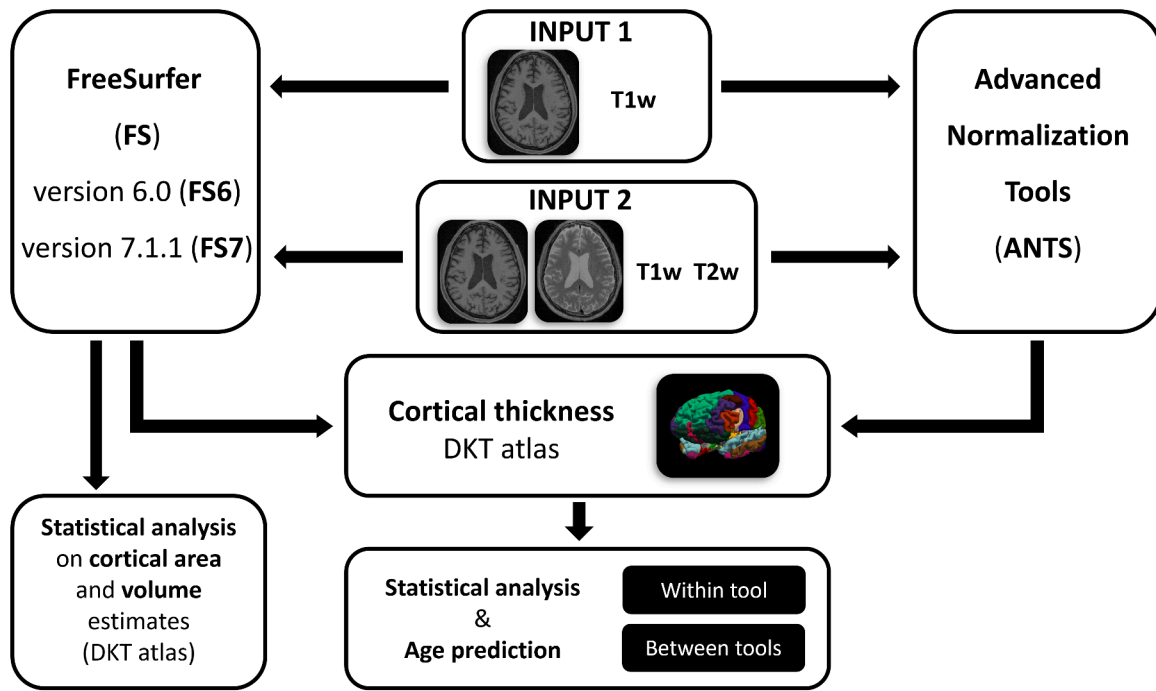 FreeSurfer
(FS)
version 6.0 (FS6)
version 7.1.1 (FS7)
INPUT 1
T1w
INPUT 2
T1w T2w
Advanced
Normalization
Tools
(ANTS)
Cortical thickness
DKT atlas
Statistical analysis
on cortical area
and volume
estimates
(DKT atlas)
Statistical analysis
&
Age prediction
Within tool
Between tools